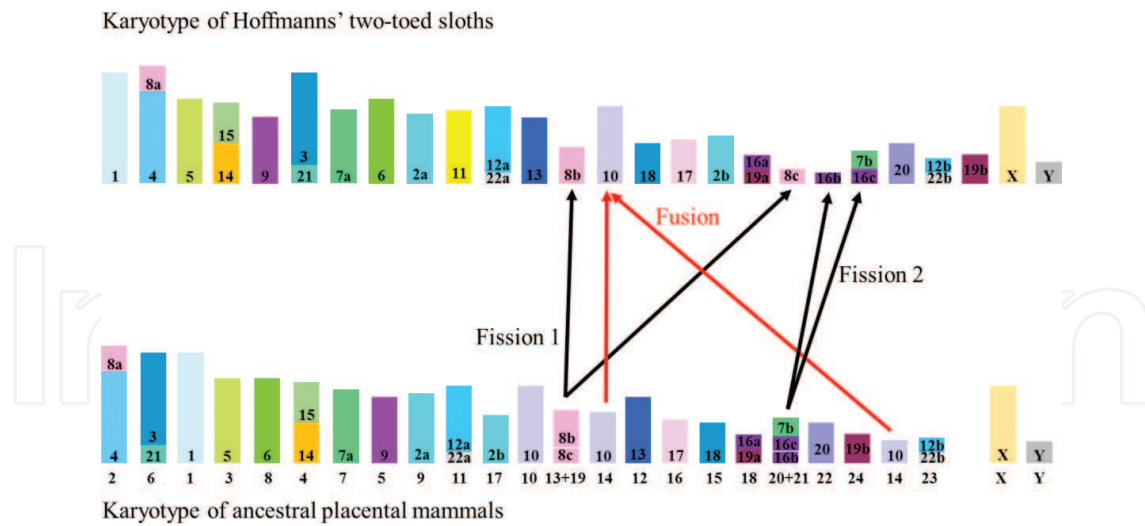 Karyotype of Hoffmanns' two-toed sloths
8a
15
3 12a 16a 7b 12b
1 4 5 14 9 21 7a 6 2a 11 22a 13 8b 10 18 17 2b 19a 8c 16b 16c 20 22b 19b X Y
Fusion
Fission 2
Fission 1
8a
15
7b
3 12a 8b 16a 16c 12b
4 21 1 5 6 14 7a 9 2a 22a 2b 10 8c 10 13 17 18 19a 16b 20 19b 10 22b X Y
2 6 1 3 8 4 7 5 9 11 17 10 13+19 14 12 16 15 18 20+21 22 24 14 23 X Y
Karyotype of ancestral placental mammals